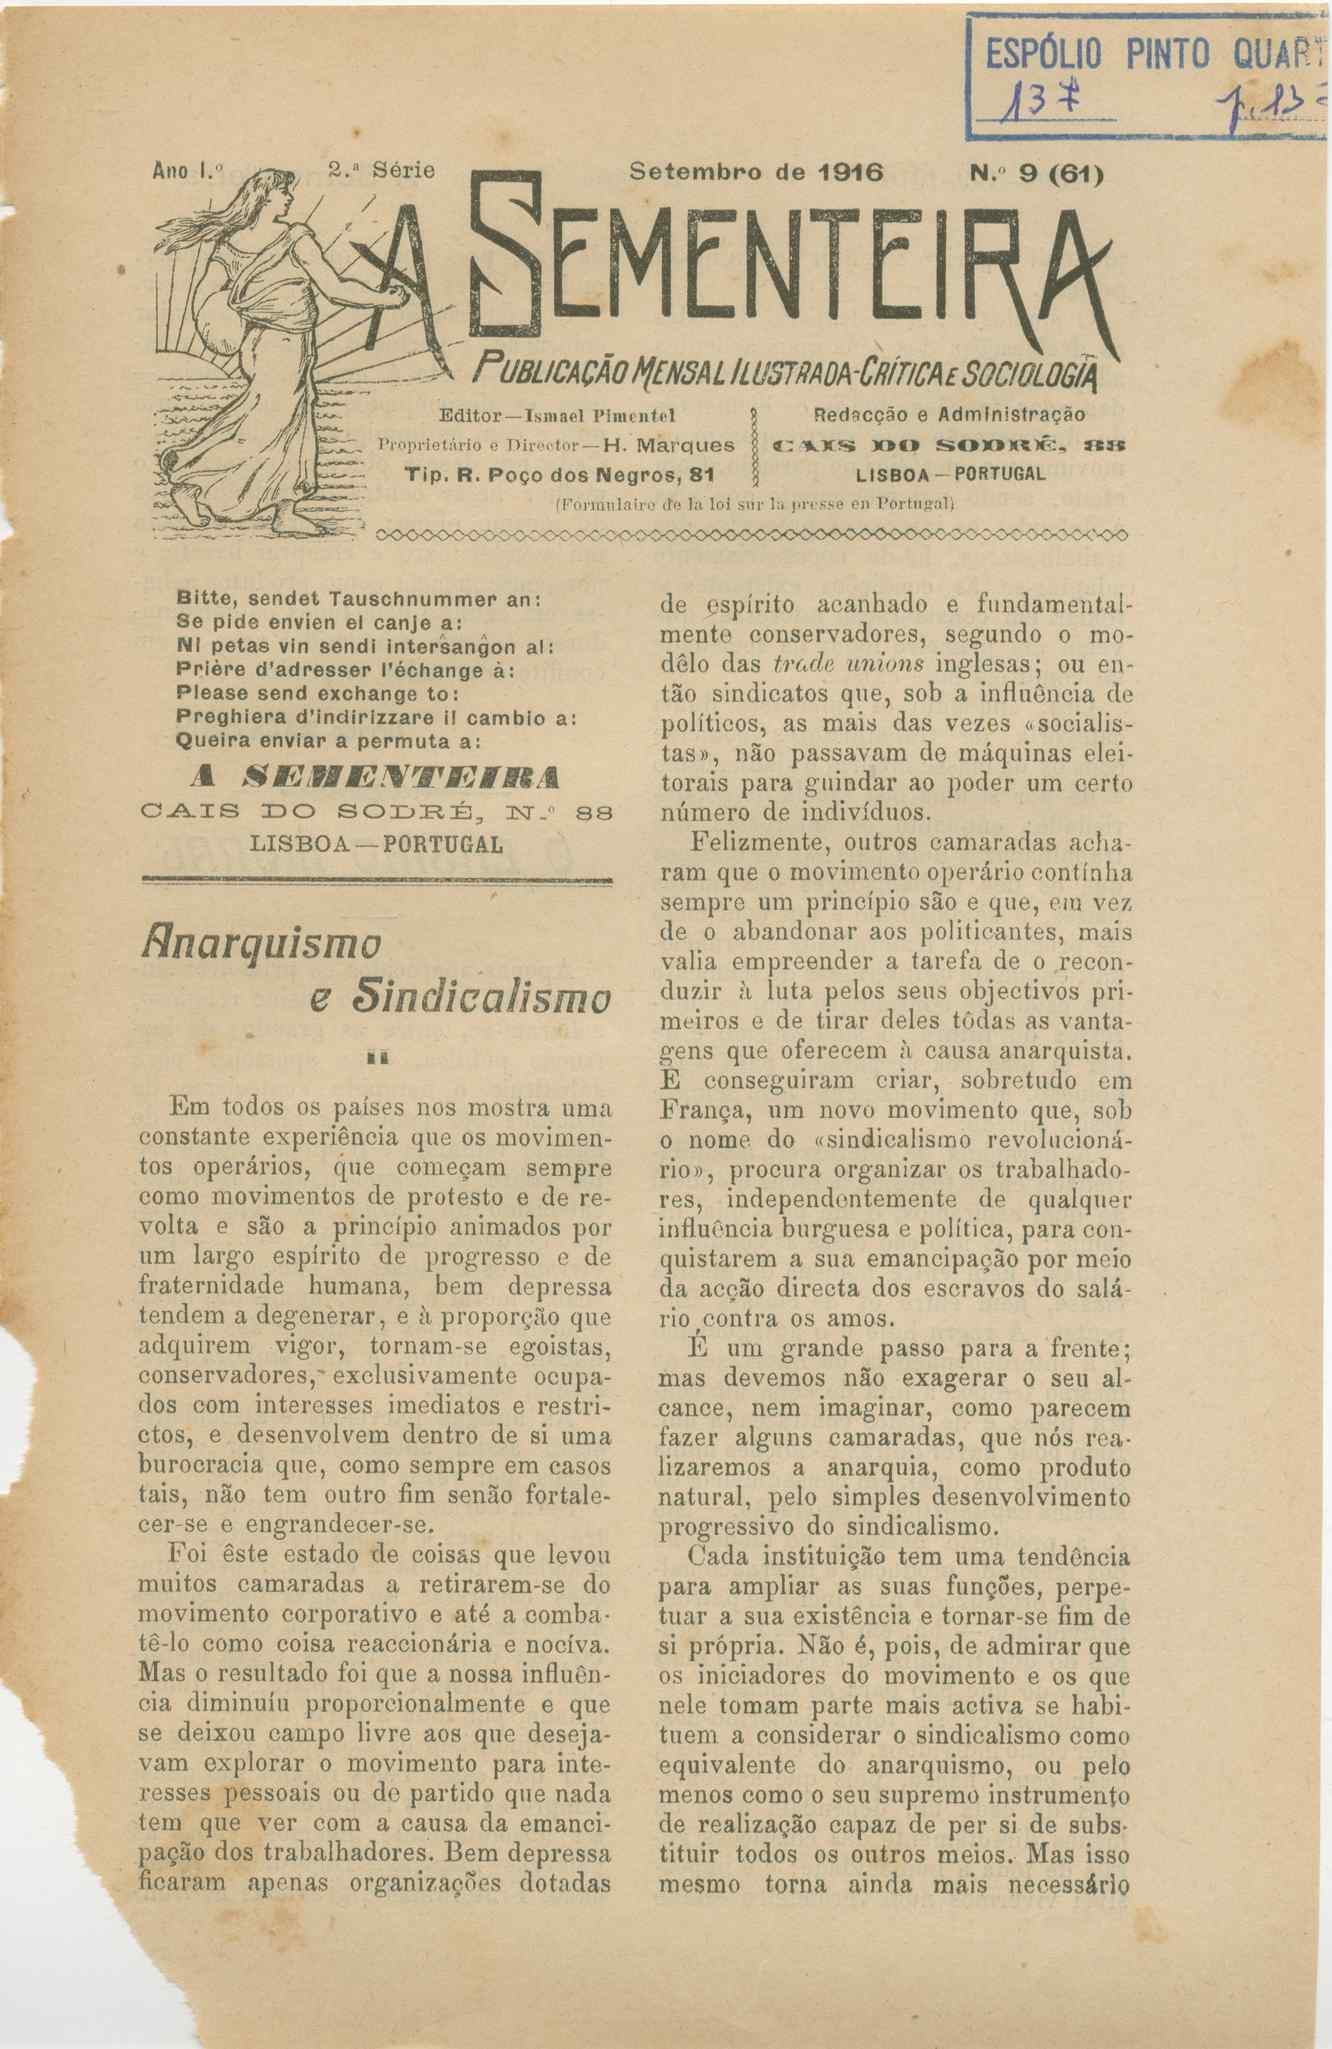 ESPÓLIO PINTO QUART
137 p.13
Ano I.º 2.ª Série Setembro de 1916 N.º 9 (61)
A SEMENTEIRA
PUBLICAÇÃO MENSAL ILUSTRADA-CRÍTICA E SOCIOLOGIA
Editor—Ismael Pimentel
Proprietário e Director—H. Marques
Tip. R. Poço dos Negros, 81
Redacção e Administração
CAIS DO SODRÉ, 88
LISBOA—PORTUGAL
(Formulaire de la loi sur la presse en Portugal)
Bitte, sendet Tauschnummer an:
Se pide envien el canje a:
Ni petas vin sendi interŝanĝon al:
Prière d'adresser l'échange à:
Please send exchange to:
Preghiera d'indirizzare il cambio a:
Queira enviar a permuta a:
A SEMENTEIRA
CAIS DO SODRÉ, N.º 88
LISBOA—PORTUGAL
Anarquismo
e Sindicalismo
II
Em todos os países nos mostra uma
constante experiência que os movimen-
tos operários, que começam sempre
como movimentos de protesto e de re-
volta e são a princípio animados por
um largo espírito de progresso e de
fraternidade humana, bem depressa
tendem a degenerar, e à proporção que
adquirem vigor, tornam-se egoistas,
conservadores, exclusivamente ocupa-
dos com interesses imediatos e restri-
ctos, e desenvolvem dentro de si uma
burocracia que, como sempre em casos
tais, não tem outro fim senão fortale-
cer-se e engrandecer-se.
Foi êste estado de coisas que levou
muitos camaradas a retirarem-se do
movimento corporativo e até a comba-
tê-lo como coisa reaccionária e nocíva.
Mas o resultado foi que a nossa influên-
cia diminuíu proporcionalmente e que
se deixou campo livre aos que deseja-
vam explorar o movimento para inte-
resses pessoais ou de partido que nada
tem que ver com a causa da emanci-
pação dos trabalhadores. Bem depressa
ficaram apenas organizações dotadas
de espírito acanhado e fundamental-
mente conservadores, segundo o mo-
dêlo das trade unions inglesas; ou en-
tão sindicatos que, sob a influência de
políticos, as mais das vezes «socialis-
tas», não passavam de máquinas elei-
torais para guindar ao poder um certo
número de indivíduos.
Felizmente, outros camaradas acha-
ram que o movimento operário contínha
sempre um princípio são e que, em vez
de o abandonar aos politicantes, mais
valia empreender a tarefa de o recon-
duzir à luta pelos seus objectivos pri-
meiros e de tirar deles tôdas as vanta-
gens que oferecem à causa anarquista.
E conseguiram criar, sobretudo em
França, um novo movimento que, sob
o nome do «sindicalismo revolucioná-
rio», procura organizar os trabalhado-
res, independentemente de qualquer
influência burguesa e política, para con-
quistarem a sua emancipação por meio
da acção directa dos escravos do salá-
rio contra os amos.
É um grande passo para a frente;
mas devemos não exagerar o seu al-
cance, nem imaginar, como parecem
fazer alguns camaradas, que nós rea-
lizaremos a anarquia, como produto
natural, pelo simples desenvolvimento
progressivo do sindicalismo.
Cada instituição tem uma tendência
para ampliar as suas funções, perpe-
tuar a sua existência e tornar-se fim de
si própria. Não é, pois, de admirar que
os iniciadores do movimento e os que
nele tomam parte mais activa se habi-
tuem a considerar o sindicalismo como
equivalente do anarquismo, ou pelo
menos como o seu supremo instrumento
de realização capaz de per si de subs-
tituir todos os outros meios. Mas isso
mesmo torna ainda mais necessário